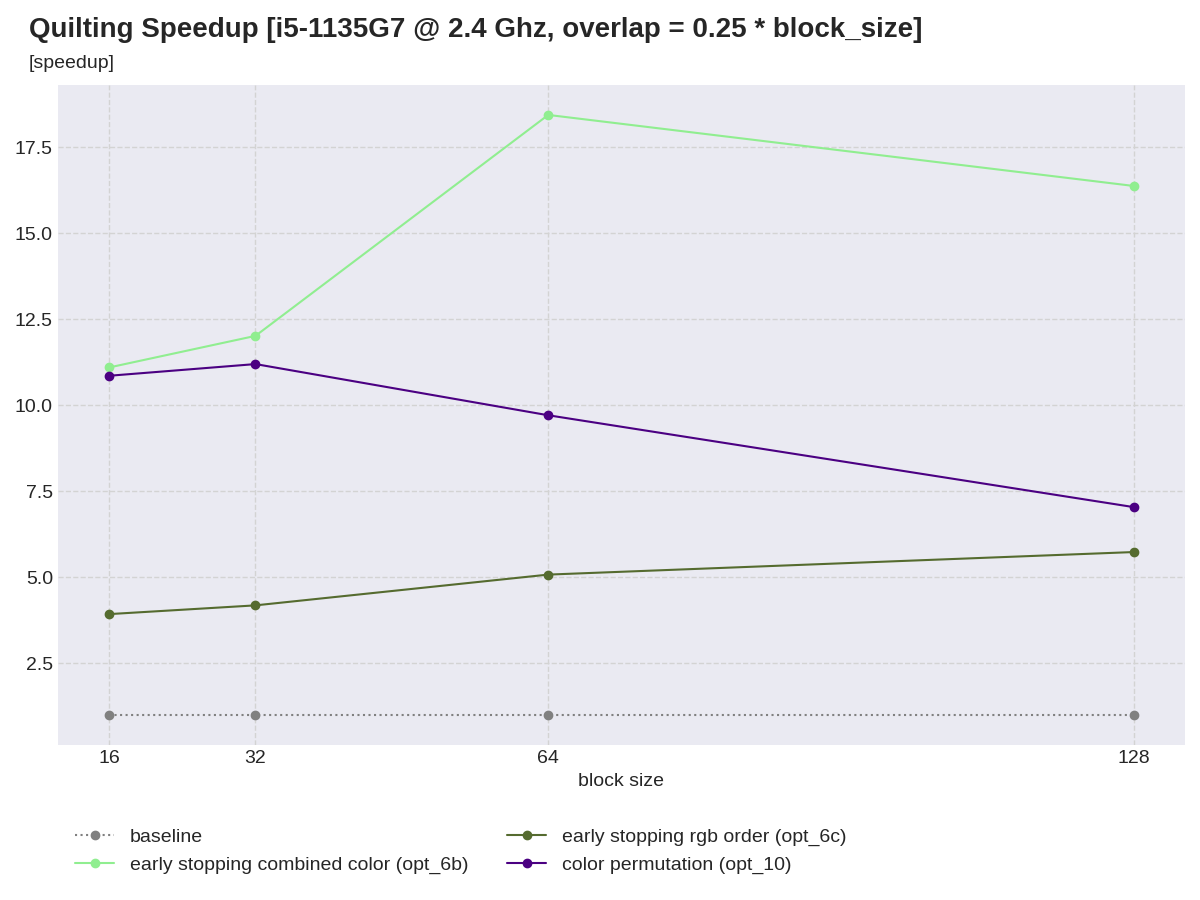 Quilting Speedup [i5-1135G7 @ 2.4 Ghz, overlap = 0.25 * block_size]
[speedup]
17.5
15.0
12.5
10.0
7.5
5.0
2.5
16 32 64 128
block size
baseline
early stopping combined color (opt_6b)
early stopping rgb order (opt_6c)
color permutation (opt_10)